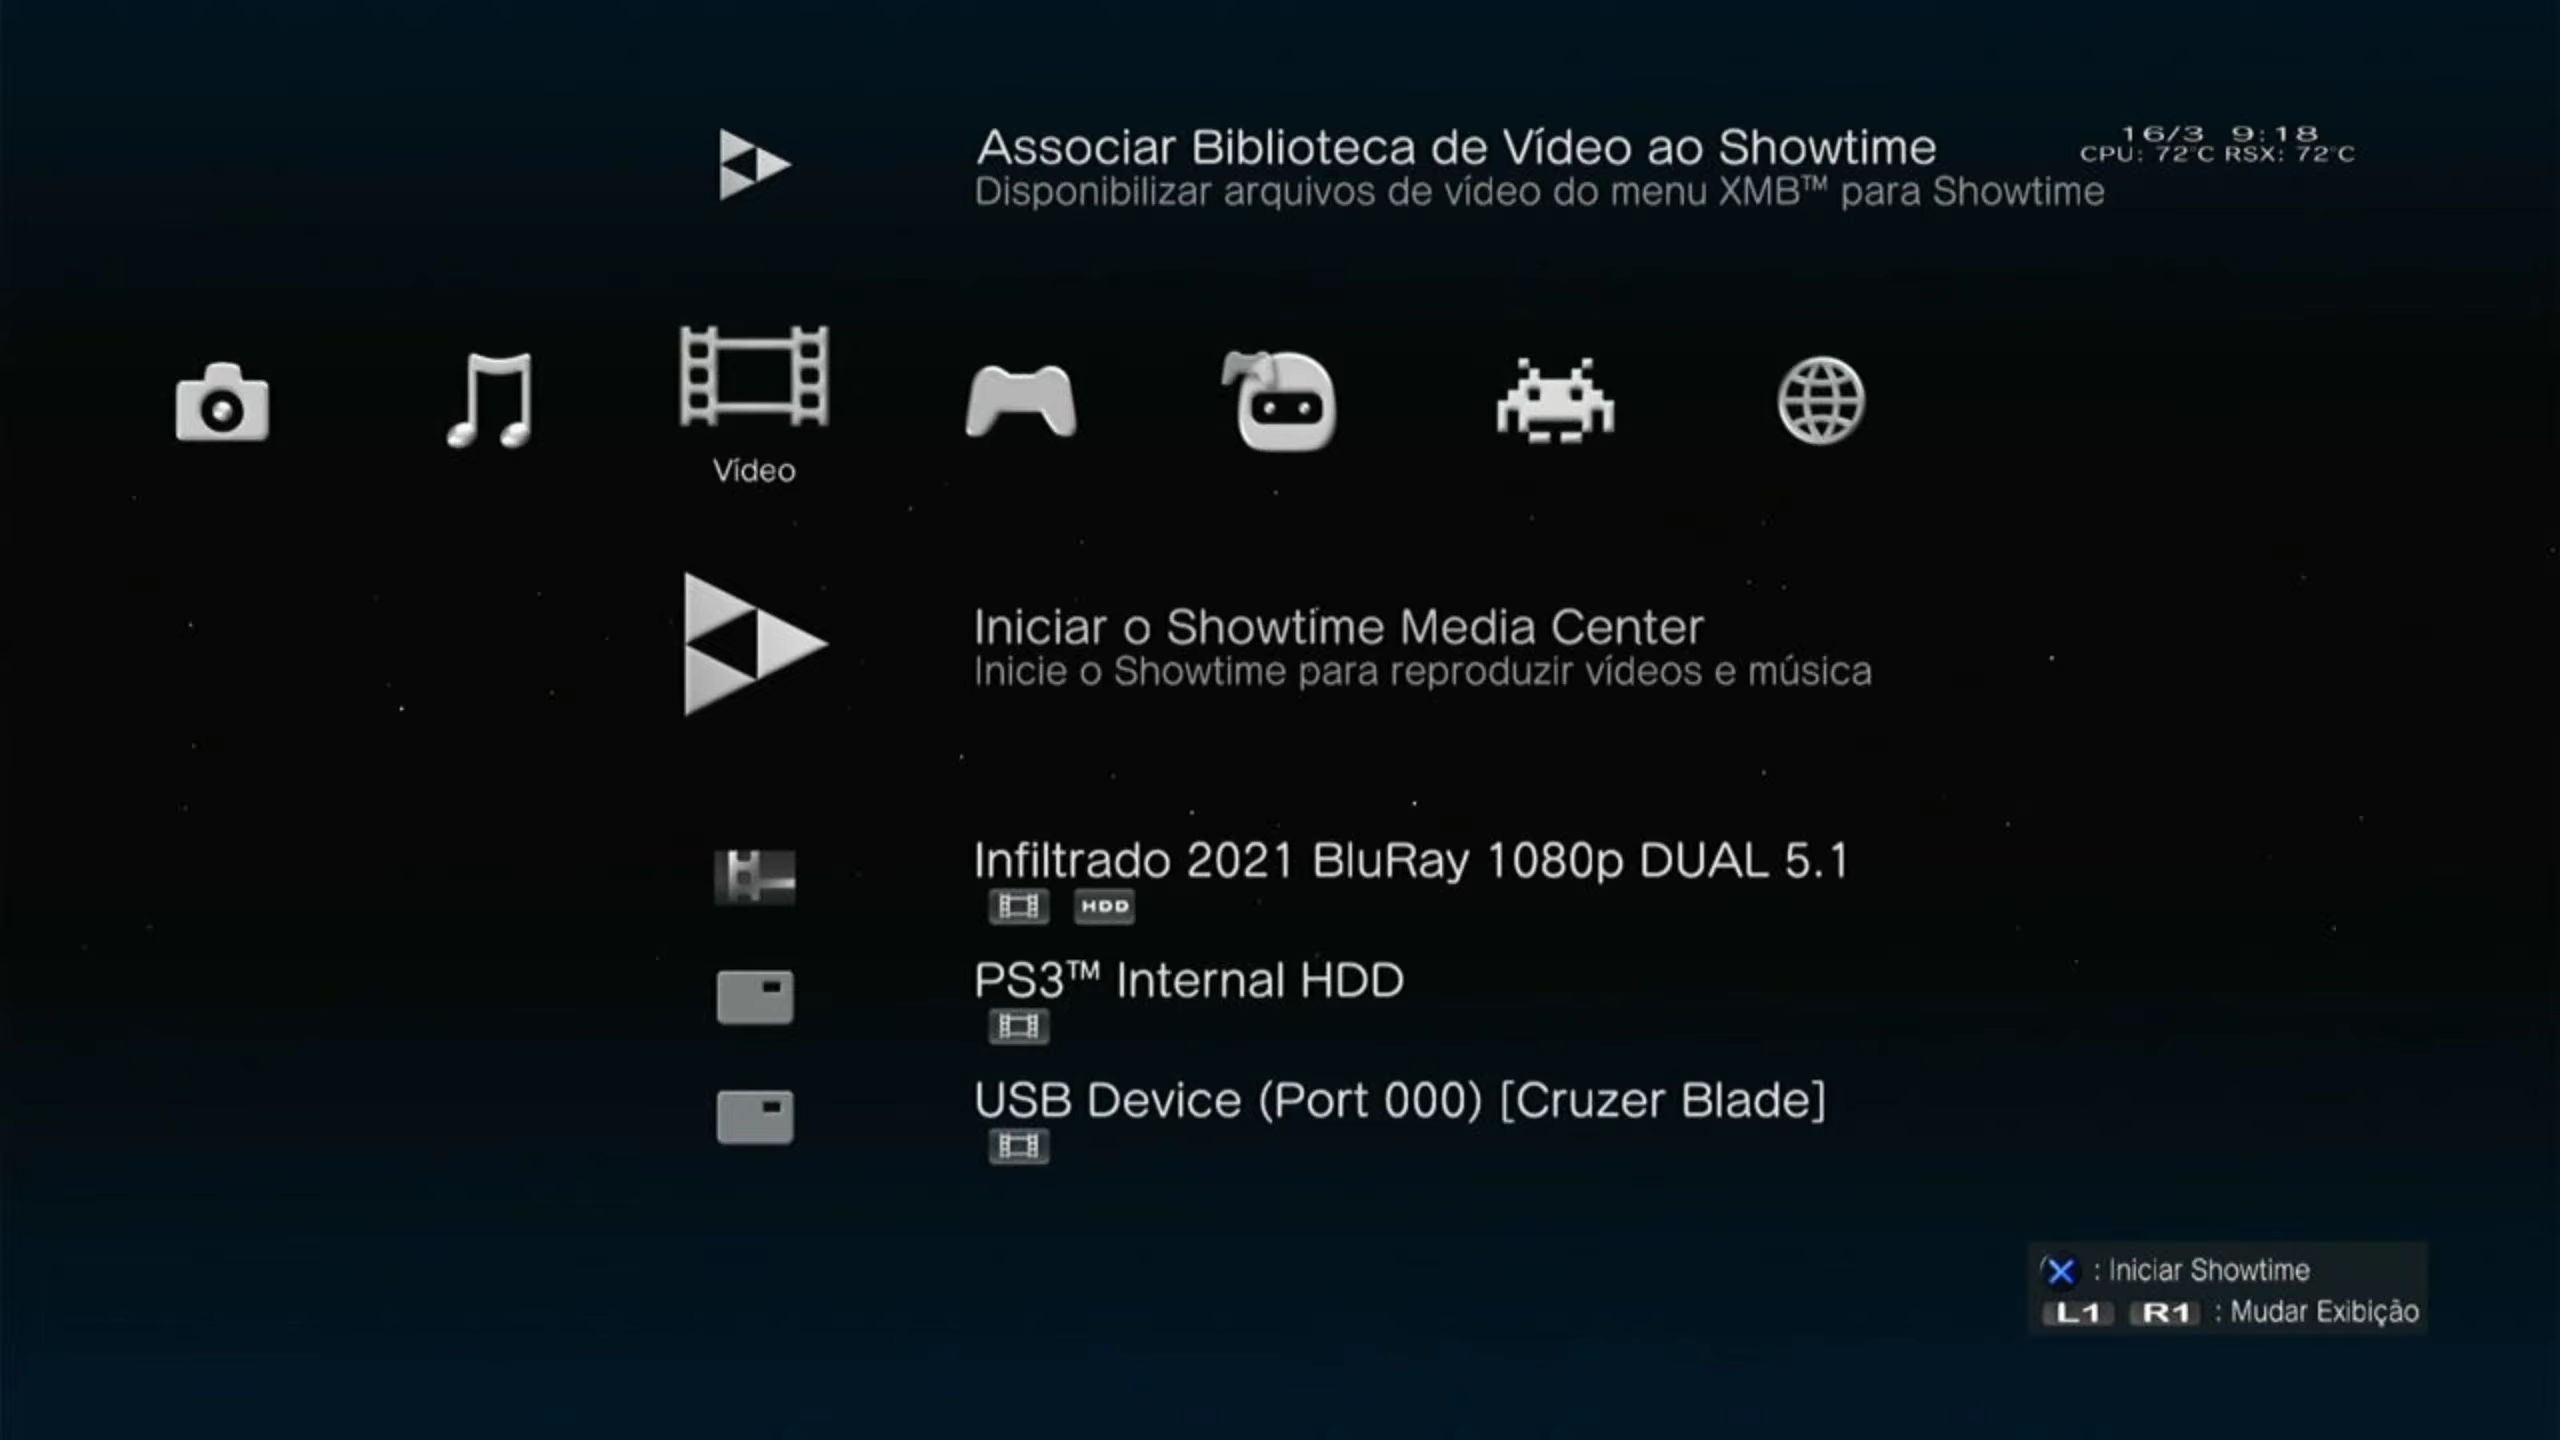 Associar Biblioteca de Vídeo ao Showtime
Disponibilizar arquivos de vídeo do menu XMB™ para Showtime
16/3 9:18
CPU: 72°C RSX: 72°C
Vídeo
Iniciar o Showtime Media Center
Inicie o Showtime para reproduzir vídeos e música
Infiltrado 2021 BluRay 1080p DUAL 5.1
HDD
PS3™ Internal HDD
USB Device (Port 000) [Cruzer Blade]
: Iniciar Showtime
L1 R1 : Mudar Exibição